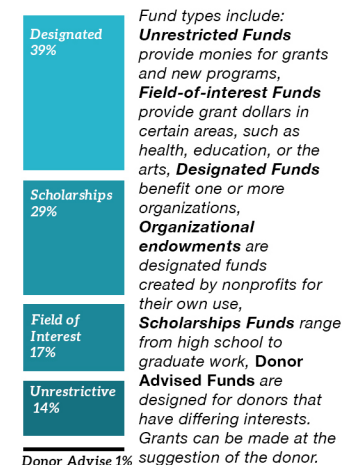 Designated
39%
Scholarships
29%
Field of
Interest
17%
Unrestrictive
14%
Donor Advise 1%
Fund types include:
Unrestricted Funds
provide monies for grants
and new programs,
Field-of-interest Funds
provide grant dollars in
certain areas, such as
health, education, or the
arts, Designated Funds
benefit one or more
organizations,
Organizational
endowments are
designated funds
created by nonprofits for
their own use,
Scholarships Funds range
from high school to
graduate work, Donor
Advised Funds are
designed for donors that
have differing interests.
Grants can be made at the
suggestion of the donor.